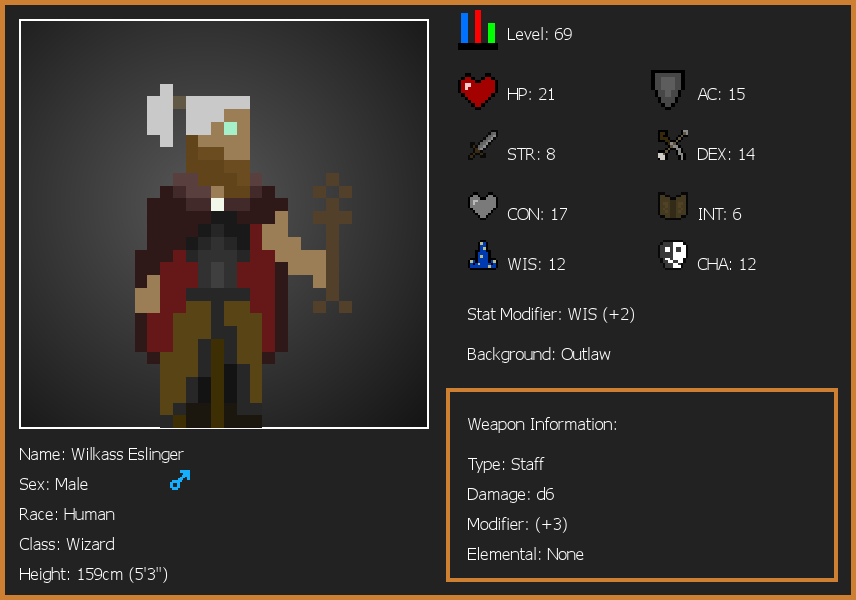 Level: 69
HP: 21
AC: 15
STR: 8
DEX: 14
CON: 17
INT: 6
WIS: 12
CHA: 12
Stat Modifier: WIS (+2)
Background: Outlaw
Weapon Information:
Type: Staff
Damage: d6
Modifier: (+3)
Elemental: None
Name: Wilkass Eslinger
Sex: Male
Race: Human
Class: Wizard
Height: 159cm (5'3")